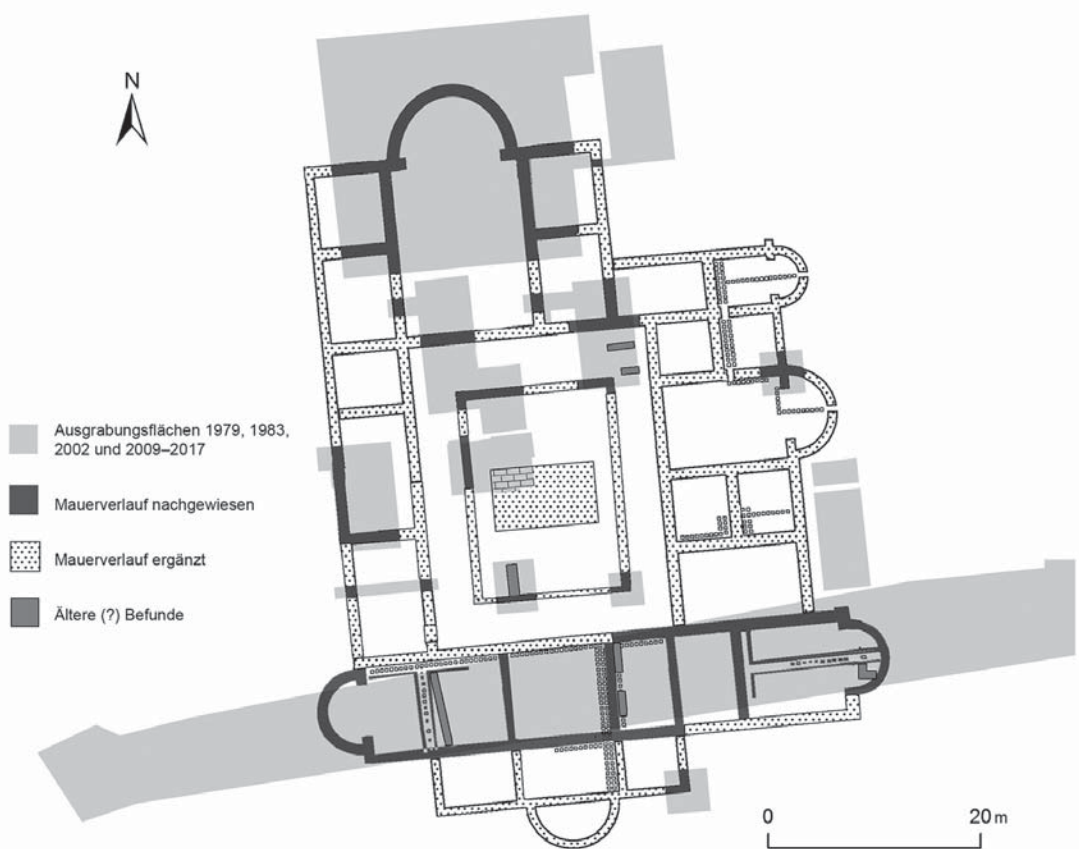 N
Ausgrabungsflächen 1979, 1983,
2002 und 2009–2017
Mauerverlauf nachgewiesen
Mauerverlauf ergänzt
Ältere (?) Befunde
0 20 m